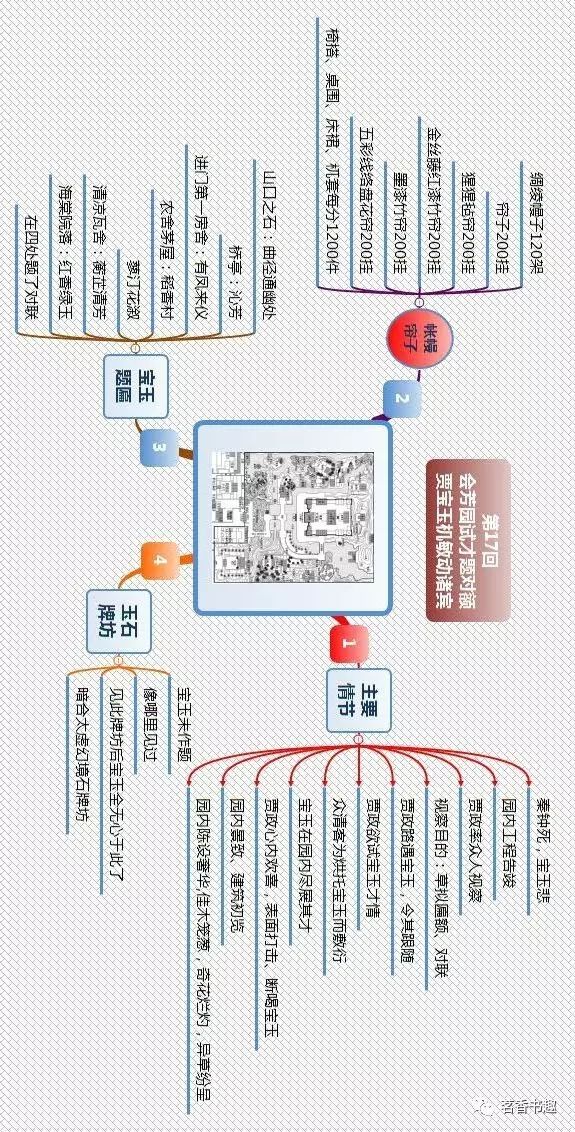 第17回
会芳园试才题对额
贾宝玉机敏动诸宾
1
主要
情节
秦钟死，宝玉悲
园内工程告竣
贾政率众人视察
视察目的：草拟匾额、对联
贾政路遇宝玉，令其跟随
贾政欲试宝玉才情
众清客为烘托宝玉而敷衍
宝玉在园内尽展其才
贾政心内欢喜，表面打击、断喝宝玉
园内景致、建筑初览
园内陈设奢华,佳木笼葱，奇花烂灼，异草纷呈
2
帐幔
帘子
绸绫幔子120架
帘子200挂
猩猩毡帘200挂
金丝藤红漆竹帘200挂
墨漆竹帘200挂
五彩线络盘花帘200挂
椅搭、桌围、床裙、杌套每分1200件
3
宝玉
题匾
山口之石：曲径通幽处
桥亭：沁芳
进门第一房舍：有凤来仪
农舍茅屋：稻香村
蓼汀花溆
清凉瓦舍：蘅芷清芳
海棠院落：红香绿玉
在四处题了对联
4
玉石
牌坊
宝玉未作题
像哪里见过
见此牌坊后宝玉全无心于此了
暗合太虚幻境石牌坊
茗香书趣